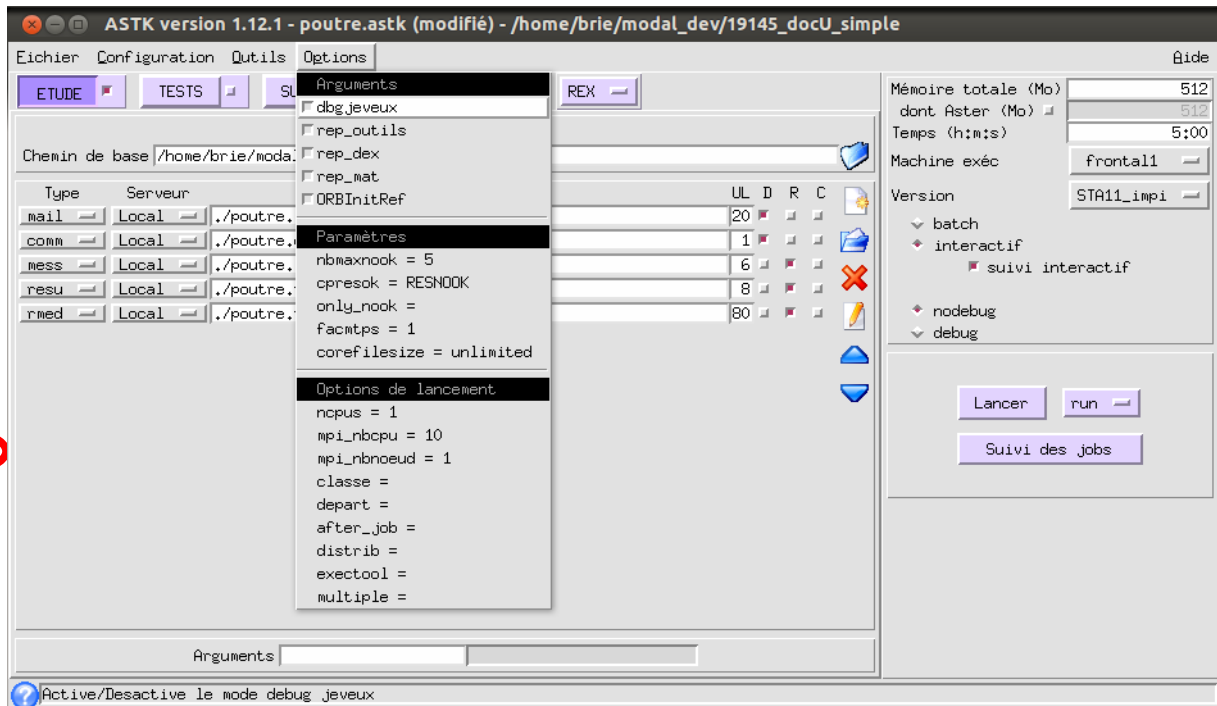 ASTK version 1.12.1 - poutre.astk (modifié) - /home/brie/modal_dev/19145_docU_simple
Eichier Configuration Outils Options Aide
ETUDE TESTS SU REX
Arguments
dbgjeveux
rep_outils
rep_dex
rep_mat
ORBInitRef
Paramètres
nbmaxnook = 5
cpresok = RESNOOK
only_nook =
facmtps = 1
corefilesize = unlimited
Options de lancement
ncpus = 1
mpi_nbcpu = 10
mpi_nbnoeud = 1
classe =
depart =
after_job =
distrib =
exectool =
multiple =
Chemin de base /home/brie/modal
Type Serveur UL D R C
mail Local ./poutre. 20
comm Local ./poutre. 1
mess Local ./poutre. 6
resu Local ./poutre. 8
rmed Local ./poutre. 80
Arguments
Mémoire totale (Mo) 512
dont Aster (Mo) 512
Temps (h:m:s) 5:00
Machine exéc frontal1
Version STA11_impi
batch
interactif
suivi interactif
nodebug
debug
Lancer run
Suivi des jobs
Active/Desactive le mode debug jeveux